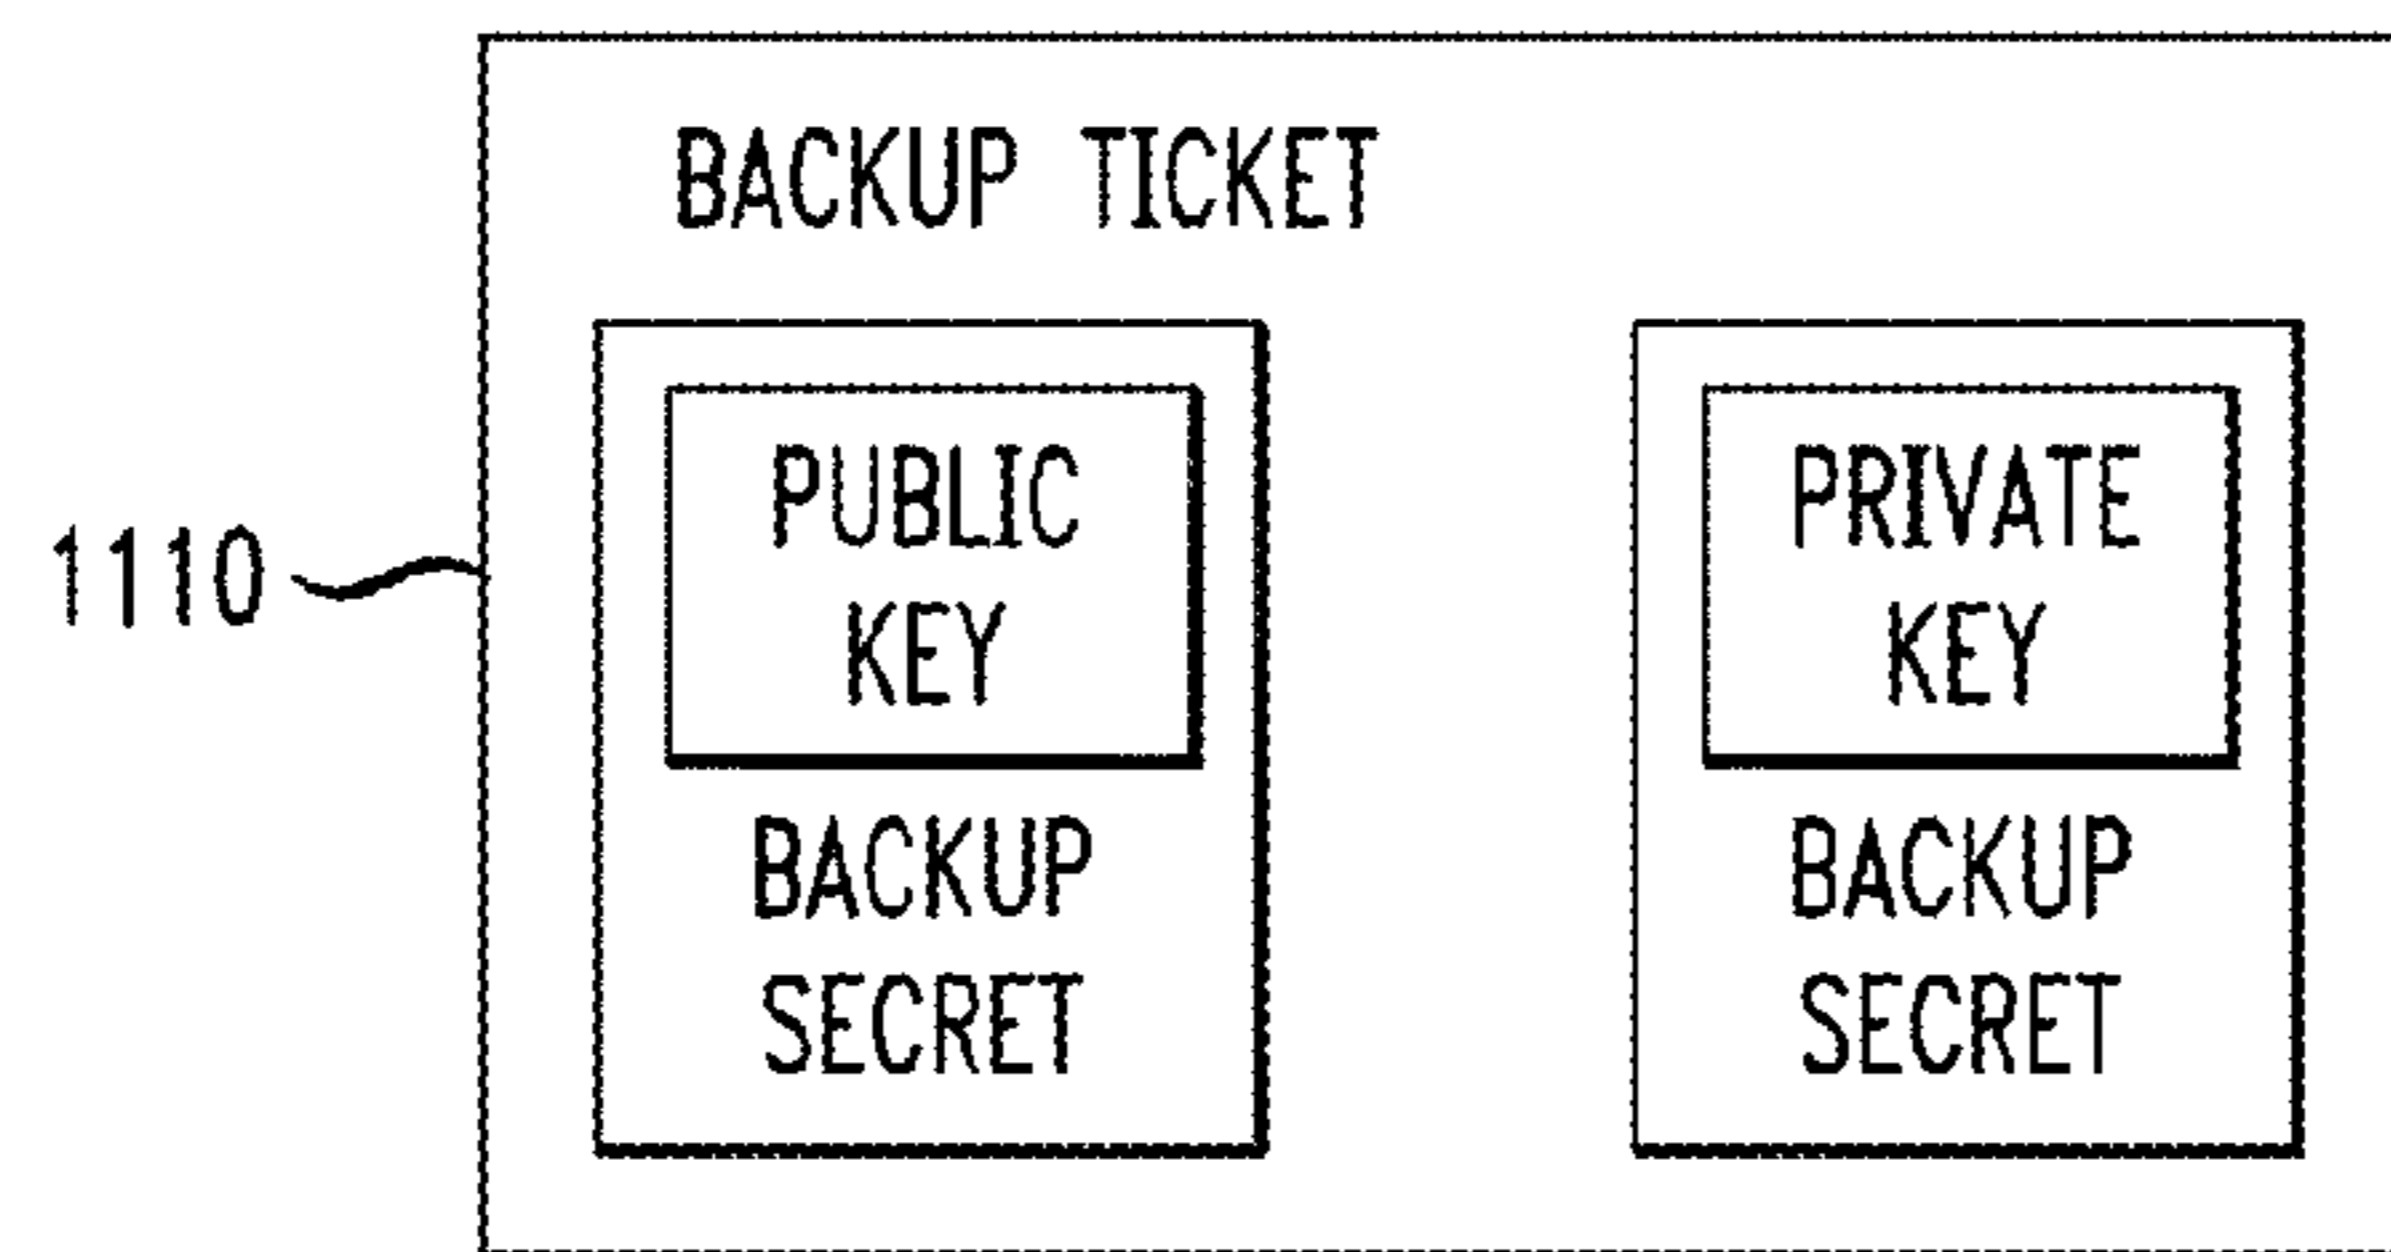 BACKUP TICKET
PUBLIC
KEY
BACKUP
SECRET
PRIVATE
KEY
BACKUP
SECRET
1110